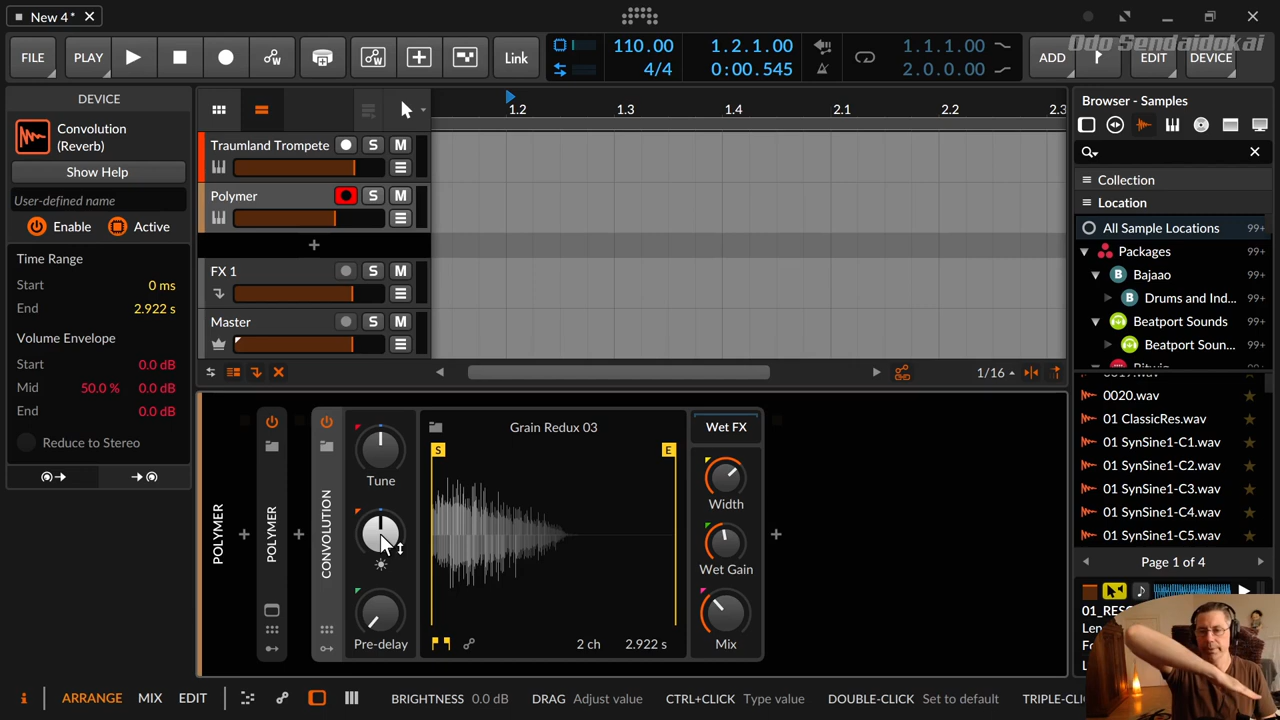 New 4*
FILE
PLAY
Link
110.00
4/4
1.2.1.00
0:00.545
1.1.1.00
2.0.0.00
Odo Sendaidokai
ADD
EDIT
DEVICE
DEVICE
Convolution
(Reverb)
Show Help
User-defined name
Enable
Active
Time Range
Start 0 ms
End 2.922 s
Volume Envelope
Start 0.0 dB
Mid 50.0 % 0.0 dB
End 0.0 dB
Reduce to Stereo
1.2
1.3
1.4
2.1
2.2
2.3
Traumland Trompete
S M
Polymer
S M
+
FX 1
S M
Master
S M
1/16
POLYMER
POLYMER
CONVOLUTION
Tune
Pre-delay
Grain Redux 03
S
E
2 ch
2.922 s
Wet FX
Width
Wet Gain
Mix
Browser - Samples
Collection
Location
All Sample Locations 99+
Packages 99+
B Bajaao 99+
B Drums and Ind... 99+
Beatport Sounds 99+
Beatport Soun... 99+
0020.wav
01 ClassicRes.wav
01 SynSine1-C1.wav
01 SynSine1-C2.wav
01 SynSine1-C3.wav
01 SynSine1-C4.wav
01 SynSine1-C5.wav
Page 1 of 4
i
ARRANGE
MIX
EDIT
BRIGHTNESS 0.0 dB
DRAG Adjust value
CTRL+CLICK Type value
DOUBLE-CLICK Set to default